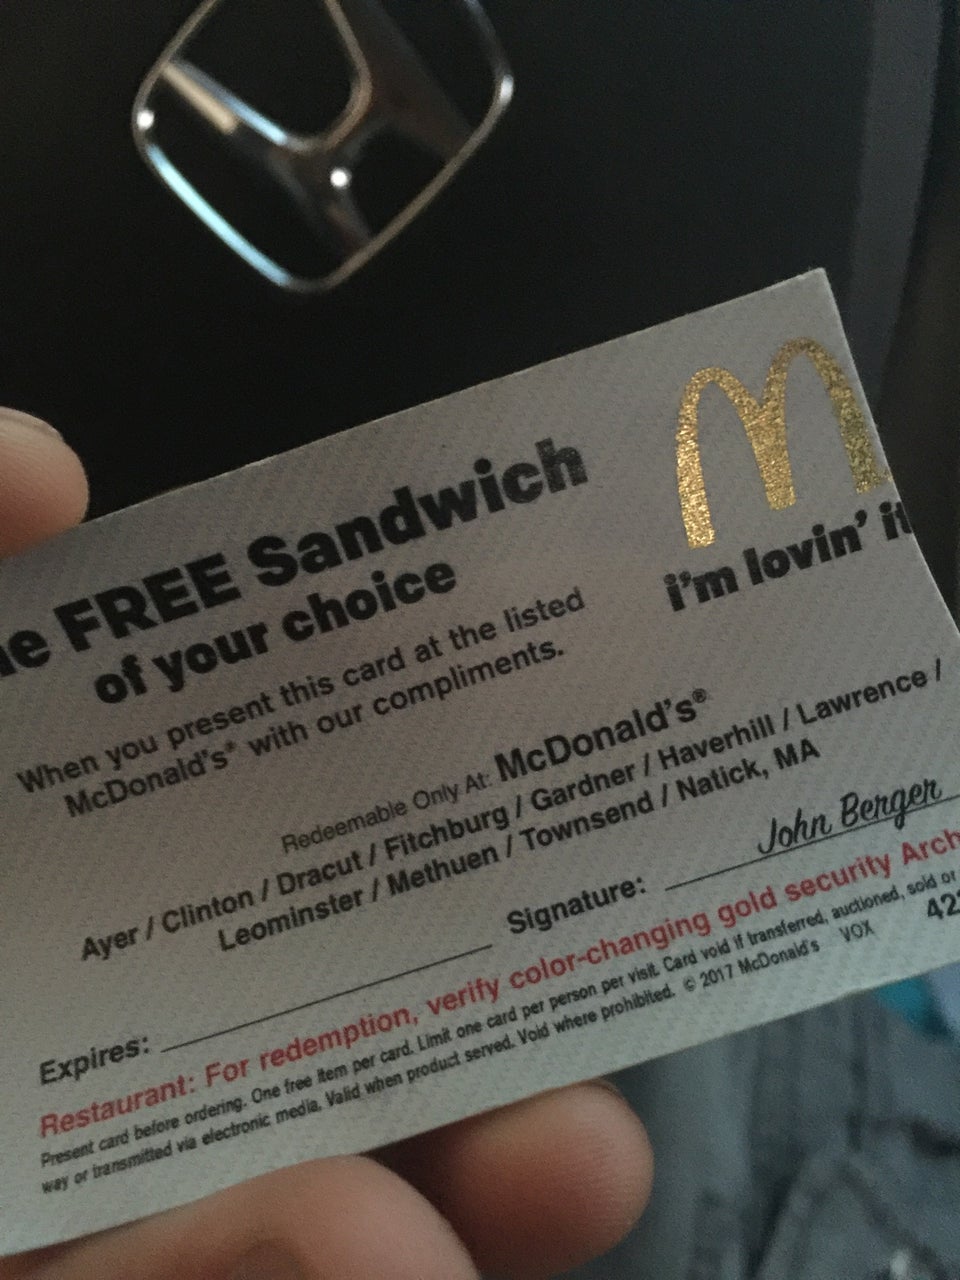 FREE Sandwich
of your choice
When you present this card at the listed
McDonald's® with our compliments.
i'm lovin' it
Redeemable Only At: McDonald's®
Ayer / Clinton / Dracut / Fitchburg / Gardner / Haverhill / Lawrence /
Leominster / Methuen / Townsend / Natick, MA
Expires: Signature: John Berger
Restaurant: For redemption, verify color-changing gold security Arch
Present card before ordering. One free item per card. Limit one card per person per visit. Card void if transferred, auctioned, sold or
way or transmitted via electronic media. Valid when product served. Void where prohibited. © 2017 McDonald's VOX